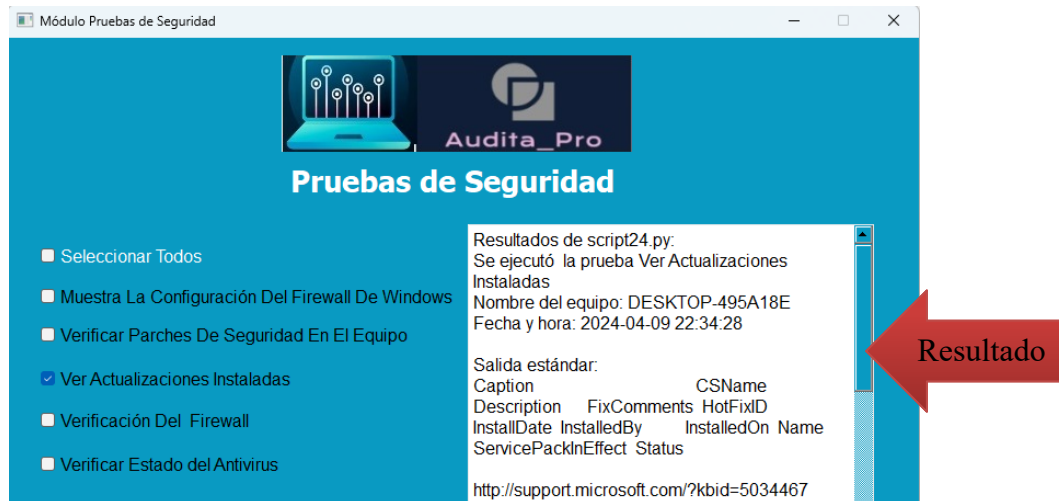 Módulo Pruebas de Seguridad
Audita_Pro
Pruebas de Seguridad
Seleccionar Todos
Muestra La Configuración Del Firewall De Windows
Verificar Parches De Seguridad En El Equipo
Ver Actualizaciones Instaladas
Verificación Del Firewall
Verificar Estado del Antivirus
Resultados de script24.py:
Se ejecutó la prueba Ver Actualizaciones
Instaladas
Nombre del equipo: DESKTOP-495A18E
Fecha y hora: 2024-04-09 22:34:28
Salida estándar:
Caption CSName
Description FixComments HotFixID
InstallDate InstalledBy InstalledOn Name
ServicePackInEffect Status
http://support.microsoft.com/?kbid=5034467
Resultado